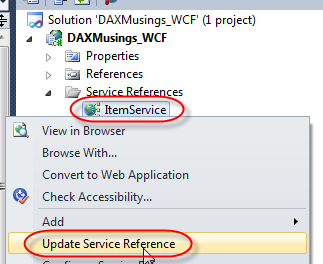 Solution 'DAXMusings_WCF' (1 project)
DAXMusings_WCF
Properties
References
Service References
ItemService
View in Browser
Browse With...
Convert to Web Application
Check Accessibility...
Add
Update Service Reference